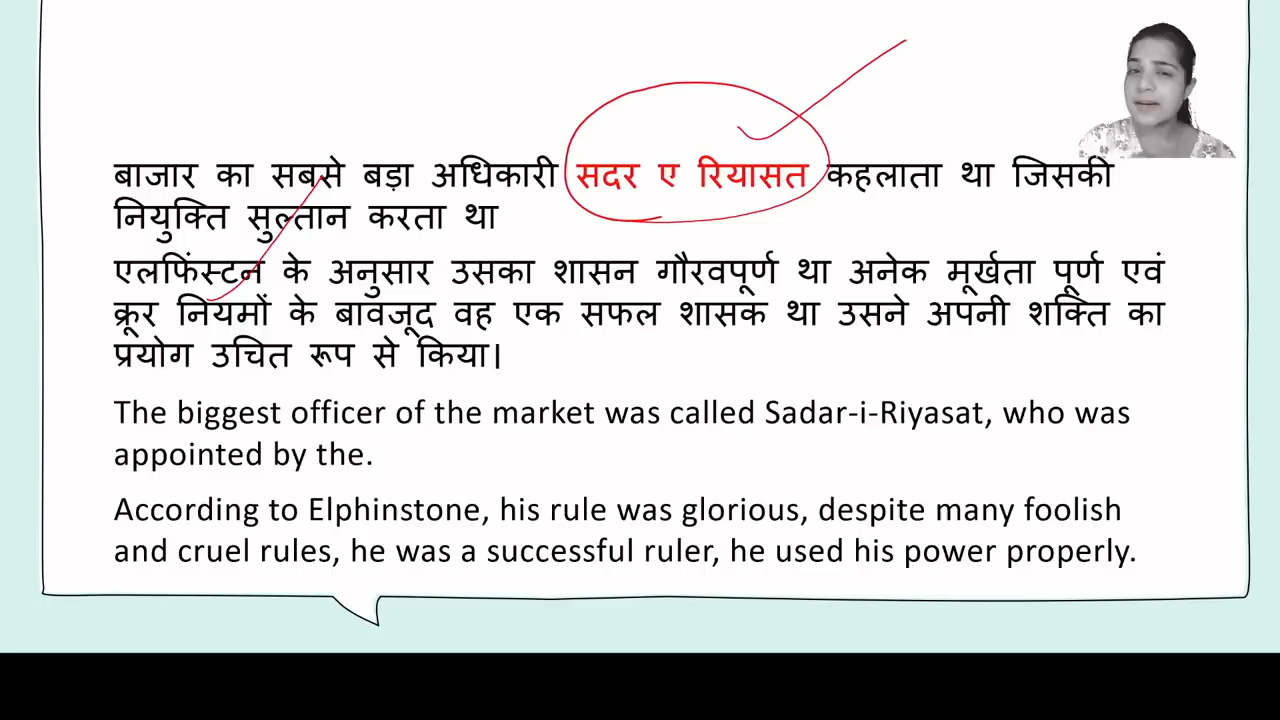 बाजार का सबसे बड़ा अधिकारी सदर ए रियासत कहलाता था जिसकी
नियुक्ति सुल्तान करता था
एलफिंस्टन के अनुसार उसका शासन गौरवपूर्ण था अनेक मूर्खता पूर्ण एवं
क्रूर नियमों के बावजूद वह एक सफल शासक था उसने अपनी शक्ति का
प्रयोग उचित रूप से किया।
The biggest officer of the market was called Sadar-i-Riyasat, who was
appointed by the.
According to Elphinstone, his rule was glorious, despite many foolish
and cruel rules, he was a successful ruler, he used his power properly.